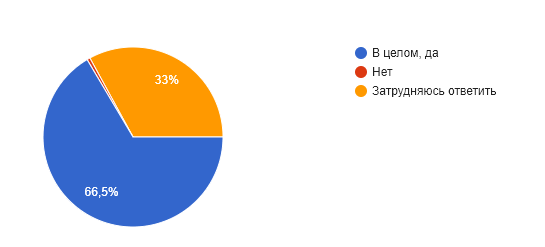 В целом, да
Нет
Затрудняюсь ответить
33%
66,5%